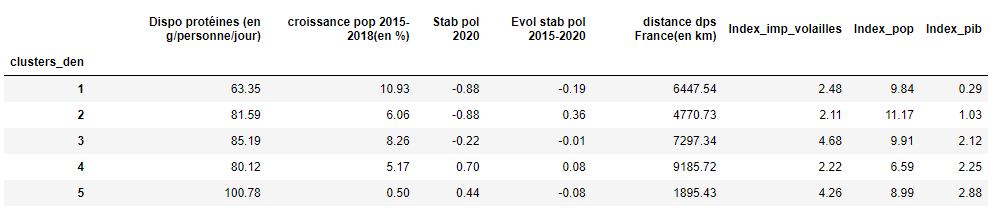 Dispo protéines (en g/personne/jour) croissance pop 2015-2018(en %) Stab pol 2020 Evol stab pol 2015-2020 distance dps France(en km) Index_imp_volailles Index_pop Index_pib
clusters_den
1 63.35 10.93 -0.88 -0.19 6447.54 2.48 9.84 0.29
2 81.59 6.06 -0.88 0.36 4770.73 2.11 11.17 1.03
3 85.19 8.26 -0.22 -0.01 7297.34 4.68 9.91 2.12
4 80.12 5.17 0.70 0.08 9185.72 2.22 6.59 2.25
5 100.78 0.50 0.44 -0.08 1895.43 4.26 8.99 2.88